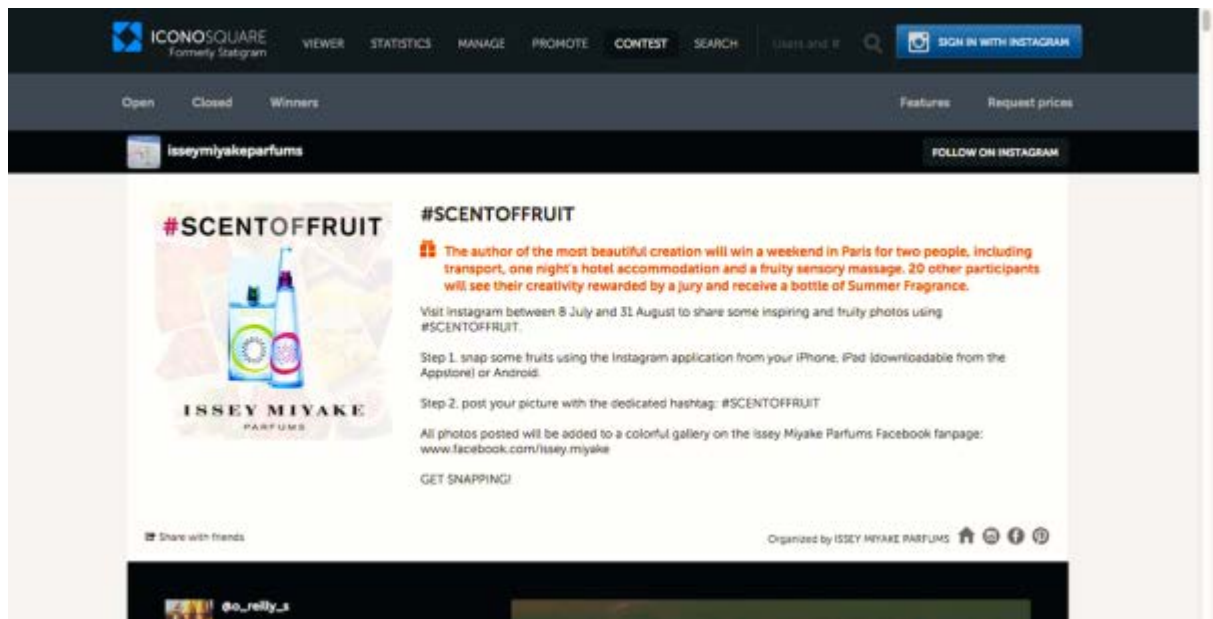 ICONOSQUARE
Formerly Statigram
VIEWER STATISTICS MANAGE PROMOTE CONTEST SEARCH
SIGN IN WITH INSTAGRAM
Open Closed Winners Features Request prices
isseymiyakeparfums
FOLLOW ON INSTAGRAM
#SCENTOFFRUIT
ISSEY MIYAKE
PARFUMS
#SCENTOFFRUIT
The author of the most beautiful creation will win a weekend in Paris for two people, including
transport, one night's hotel accommodation and a fruity sensory massage. 20 other participants
will see their creativity rewarded by a jury and receive a bottle of Summer Fragrance.
Visit Instagram between 8 July and 31 August to share some inspiring and fruity photos using
#SCENTOFFRUIT.
Step 1. snap some fruits using the Instagram application from your iPhone, iPad (downloadable from the
Appstore) or Android.
Step 2. post your picture with the dedicated hashtag: #SCENTOFFRUIT
All photos posted will be added to a colorful gallery on the Issey Miyake Parfums Facebook fanpage:
www.facebook.com/issey.miyake
GET SNAPPING!
Share with friends
Organized by ISSEY MIYAKE PARFUMS
@o_reilly_s